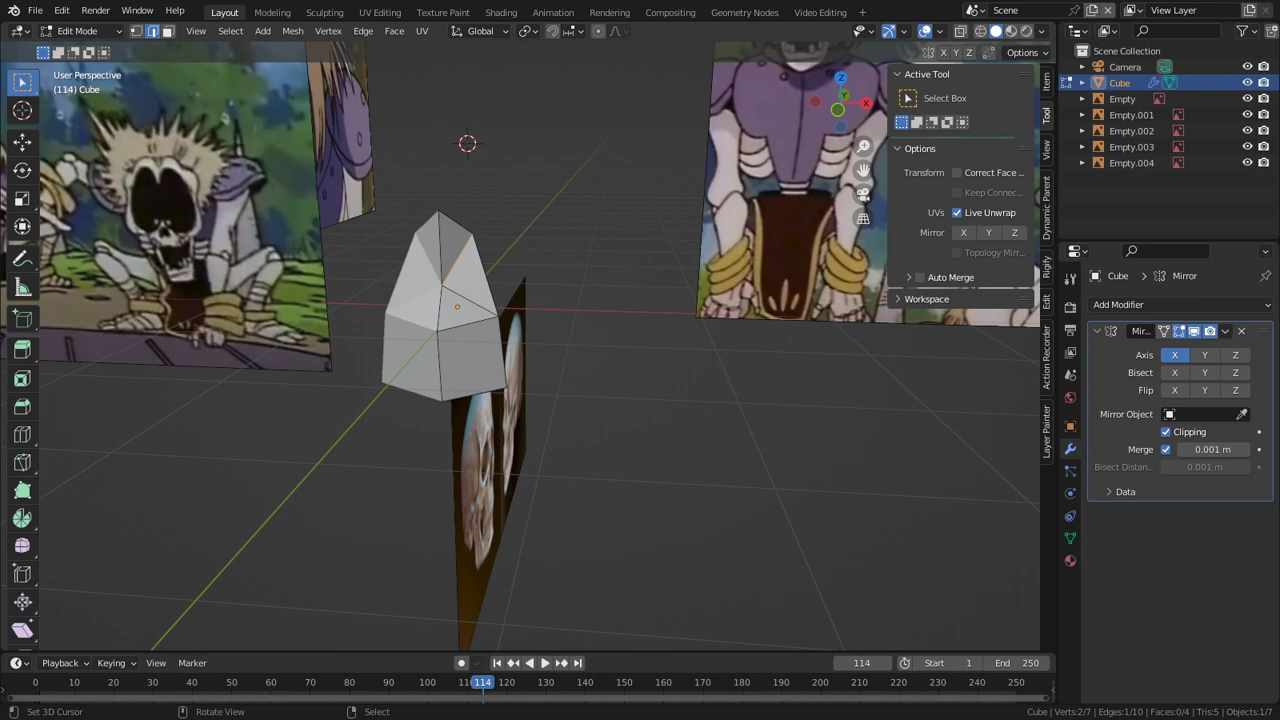 File Edit Render Window Help Layout Modeling Sculpting UV Editing Texture Paint Shading Animation Rendering Compositing Geometry Nodes Video Editing Scene View Layer
Edit Mode View Select Add Mesh Vertex Edge Face UV Global
X Y Z Options
User Perspective
(114) Cube
Active Tool
Select Box
Options
Transform Correct Face ...
Keep Connec...
UVs Live Unwrap
Mirror X Y Z
Topology Mirr...
Auto Merge
Workspace
Z
Y
X
Item
Tool
View
Dynamic Parent
Rigify
Edit
Action Recorder
Layer Painter
Scene Collection
Camera
Cube
Empty
Empty.001
Empty.002
Empty.003
Empty.004
Cube Mirror
Add Modifier
Mir...
Axis X Y Z
Bisect X Y Z
Flip X Y Z
Mirror Object
Clipping
Merge 0.001 m
Bisect Distan... 0.001 m
Data
Playback Keying View Marker 114 Start 1 End 250
0 10 20 30 40 50 60 70 80 90 100 110 114 120 130 140 150 160 170 180 190 200 210 220 230 240 250
Set 3D Cursor Rotate View Select Cube | Verts:2/7 | Edges:1/10 | Faces:0/4 | Tris:5 | Objects:1/7